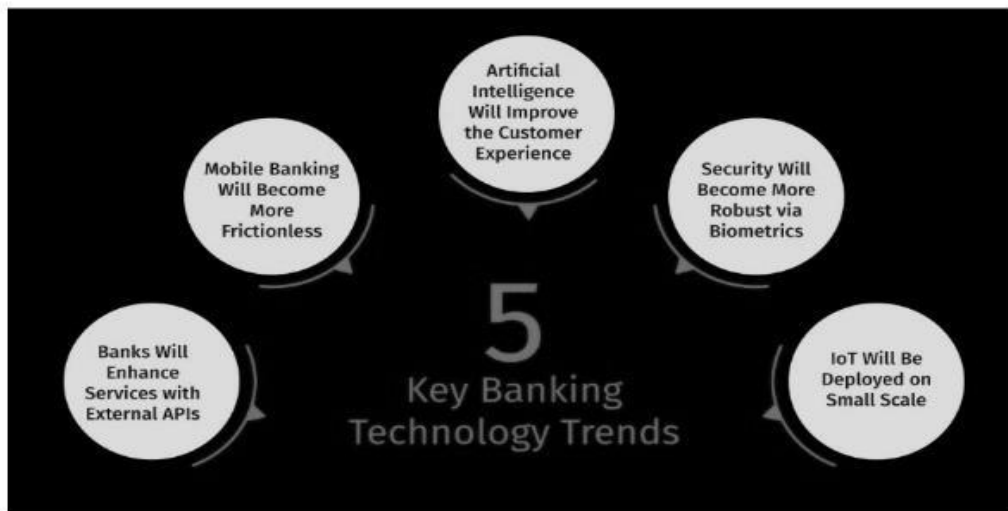 Artificial
Intelligence
Will Improve
the Customer
Experience
Mobile Banking
Will Become
More
Frictionless
Security Will
Become More
Robust via
Biometrics
Banks Will
Enhance
Services with
External APIs
5
Key Banking
Technology Trends
IoT Will Be
Deployed on
Small Scale